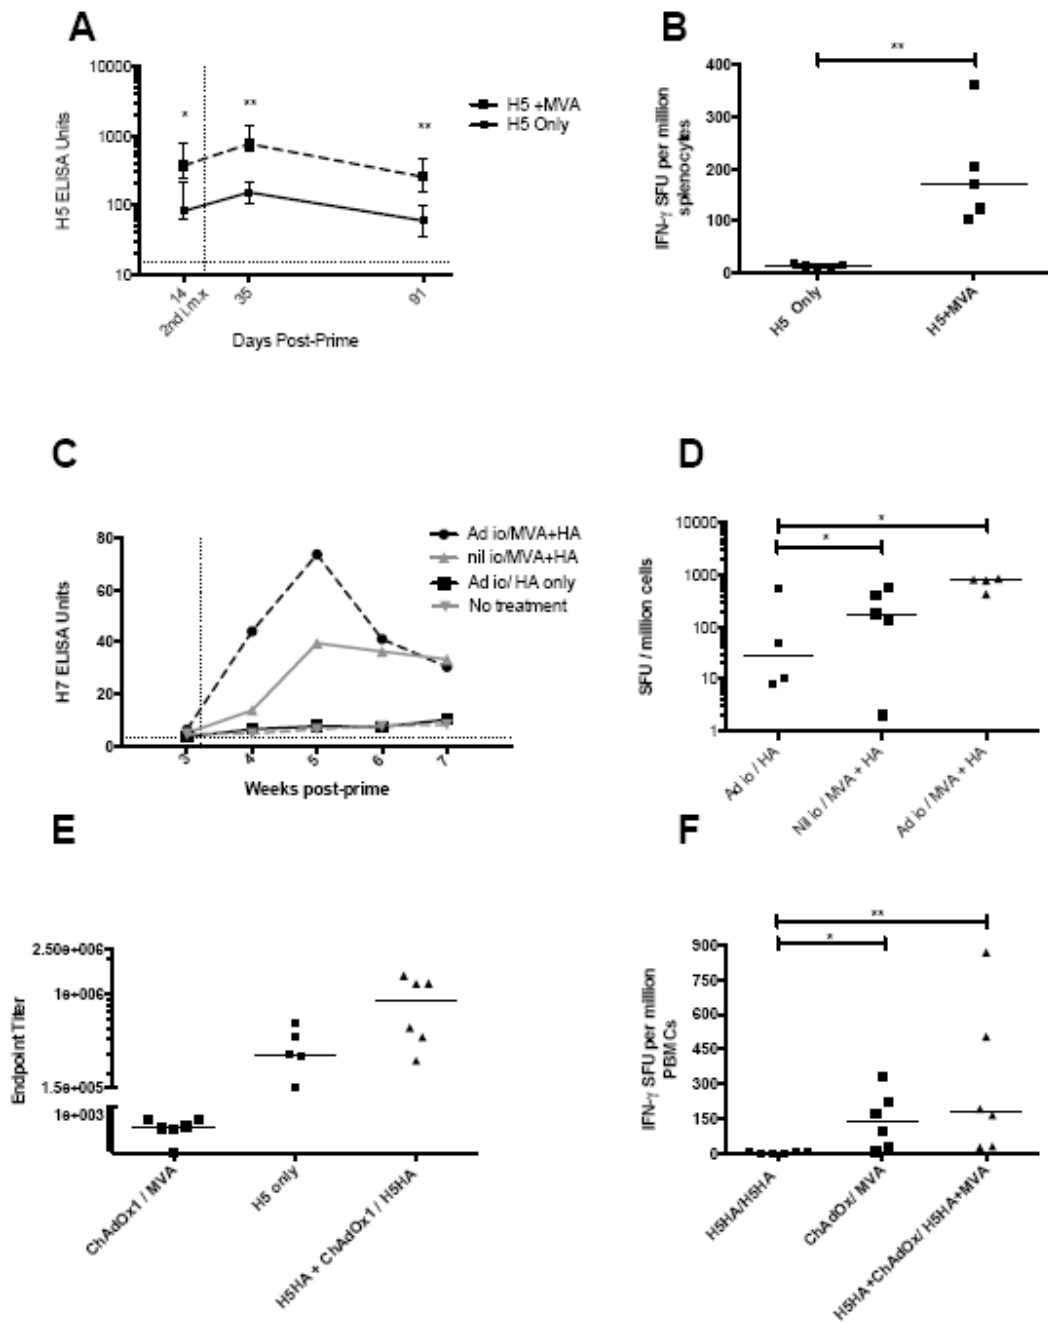 A
10000
1000
100
10
H5 ELISA Units
*
**
**
H5 +MVA
H5 Only
14
2nd i.m.x
35
91
Days Post-Prime
B
400
300
200
100
0
IFN-γ SFU per million
splenocytes
**
H5 Only
H5+MVA
C
80
60
40
20
0
H7 ELISA Units
Ad io/MVA+HA
nil io/MVA+HA
Ad io/ HA only
No treatment
3
4
5
6
7
Weeks post-prime
D
10000
1000
100
10
1
SFU / million cells
*
*
Ad io / HA
Nil io / MVA + HA
Ad io / MVA + HA
E
2.50e+006
1e+006
1.5e+005
1e+003
Endpoint Titer
ChAdOx1 / MVA
H5 only
H5HA + ChAdOx1 / H5HA
F
900
750
600
450
300
150
0
IFN-γ SFU per million
PBMCs
**
*
H5HA/H5HA
ChAdOx/ MVA
H5HA+ChAdOx/ H5HA+MVA